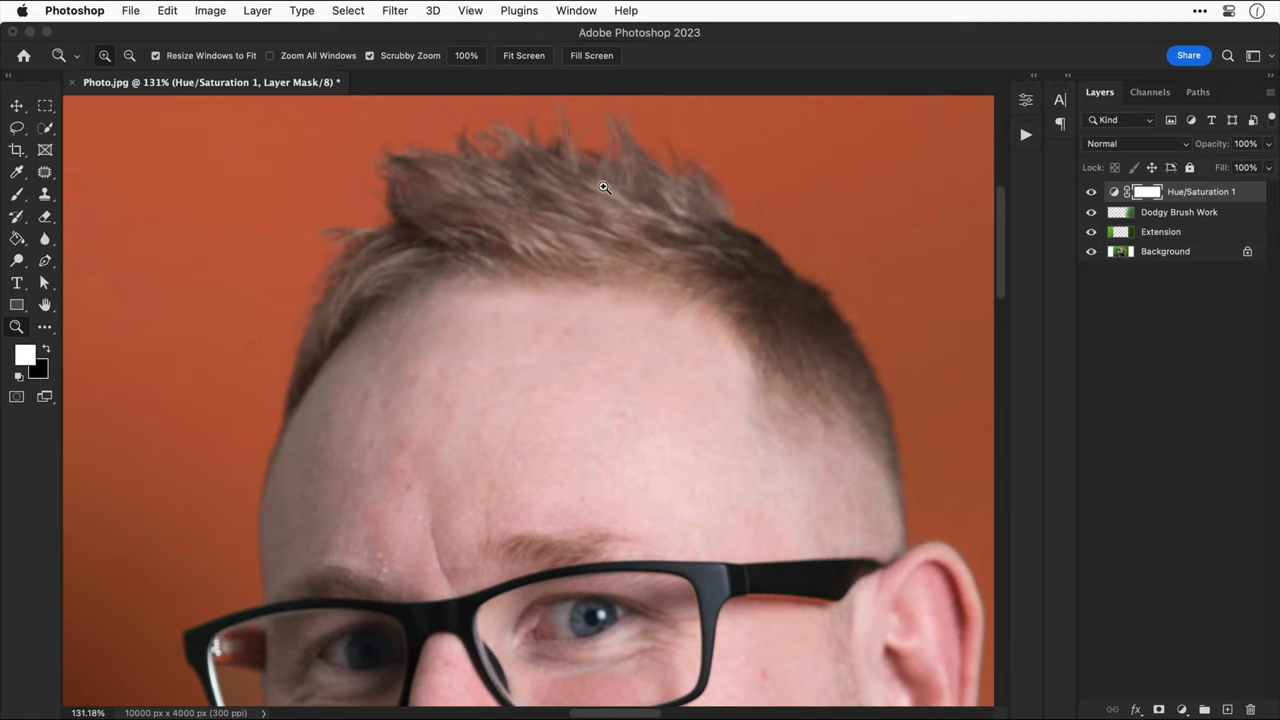 Photoshop File Edit Image Layer Type Select Filter 3D View Plugins Window Help
Adobe Photoshop 2023
Resize Windows to Fit Zoom All Windows Scrubby Zoom 100% Fit Screen Fill Screen Share
Photo.jpg @ 131% (Hue/Saturation 1, Layer Mask/8) *
Layers Channels Paths
Kind
Normal Opacity: 100%
Lock: Fill: 100%
Hue/Saturation 1
Dodgy Brush Work
Extension
Background
131.18% 10000 px x 4000 px (300 ppi)